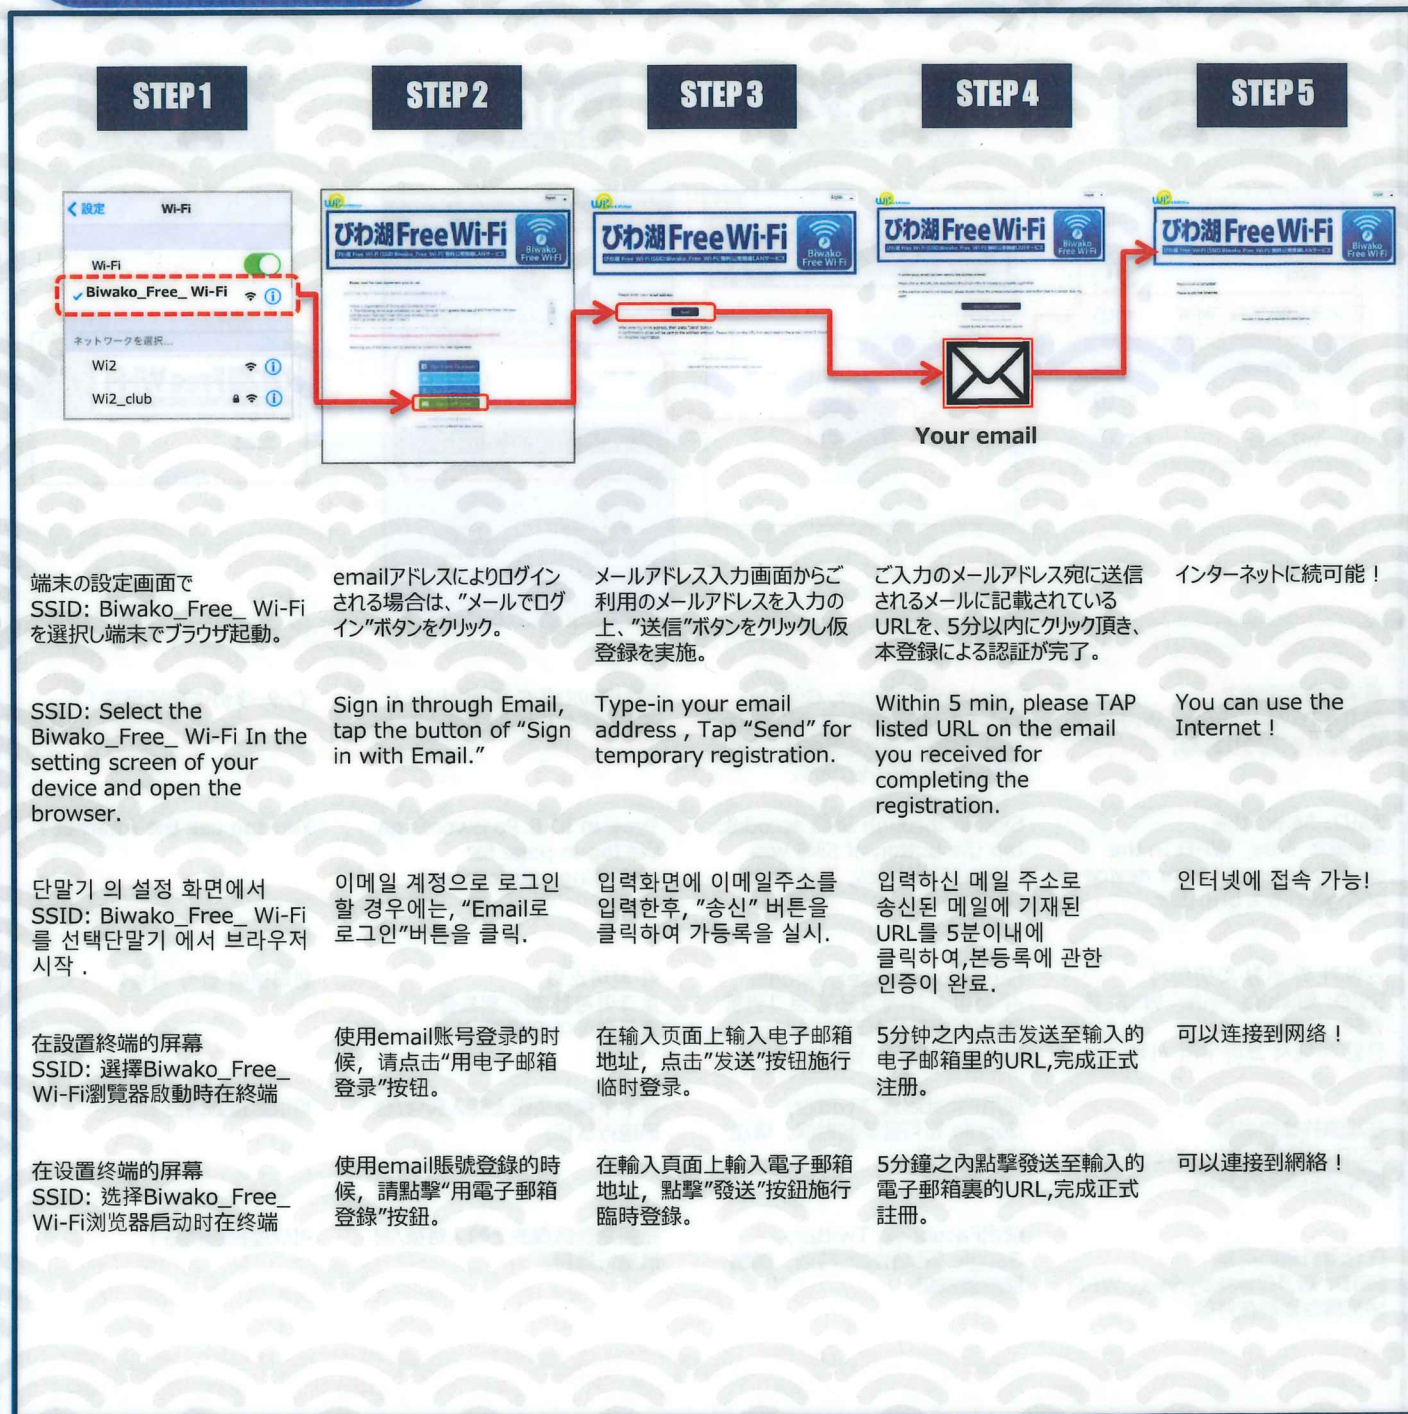 STEP 1
STEP 2
STEP 3
STEP 4
STEP 5
設定 Wi-Fi
Wi-Fi
Biwako_Free_ Wi-Fi
ネットワークを選択...
Wi2
Wi2_club
びわ湖 Free Wi-Fi
Biwako
Free Wi-Fi
びわ湖 Free Wi-Fi
Biwako
Free Wi-Fi
Send
びわ湖 Free Wi-Fi
Biwako
Free Wi-Fi
びわ湖 Free Wi-Fi
Biwako
Free Wi-Fi
Your email
端末の設定画面で
SSID: Biwako_Free_ Wi-Fi
を選択し端末でブラウザ起動。
emailアドレスによりログイン
される場合は、”メールでログ
イン”ボタンをクリック。
メールアドレス入力画面からご
利用のメールアドレスを入力の
上、”送信”ボタンをクリックし仮
登録を実施。
ご入力のメールアドレス宛に送信
されるメールに記載されている
URLを、5分以内にクリック頂き、
本登録による認証が完了。
インターネットに続可能！
SSID: Select the
Biwako_Free_ Wi-Fi In the
setting screen of your
device and open the
browser.
Sign in through Email,
tap the button of “Sign
in with Email.”
Type-in your email
address , Tap “Send” for
temporary registration.
Within 5 min, please TAP
listed URL on the email
you received for
completing the
registration.
You can use the
Internet !
단말기 의 설정 화면에서
SSID: Biwako_Free_ Wi-Fi
를 선택단말기 에서 브라우저
시작 .
이메일 계정으로 로그인
할 경우에는, “Email로
로그인”버튼을 클릭.
입력화면에 이메일주소를
입력한후, ”송신” 버튼을
클릭하여 가등록을 실시.
입력하신 메일 주소로
송신된 메일에 기재된
URL를 5분이내에
클릭하여,본등록에 관한
인증이 완료.
인터넷에 접속 가능!
在設置終端的屏幕
SSID: 選擇Biwako_Free_
Wi-Fi瀏覽器啟動時在終端
使用email账号登录的时
候，请点击“用电子邮箱
登录”按钮。
在输入页面上输入电子邮箱
地址，点击”发送”按钮施行
临时登录。
5分钟之内点击发送至输入的
电子邮箱里的URL,完成正式
注册。
可以连接到网络！
在设置终端的屏幕
SSID: 选择Biwako_Free_
Wi-Fi浏览器启动时在终端
使用email賬號登錄的時
候，請點擊“用電子郵箱
登錄”按鈕。
在輸入頁面上輸入電子郵箱
地址，點擊”發送”按鈕施行
臨時登錄。
5分鐘之內點擊發送至輸入的
電子郵箱裏的URL,完成正式
註冊。
可以連接到網絡！